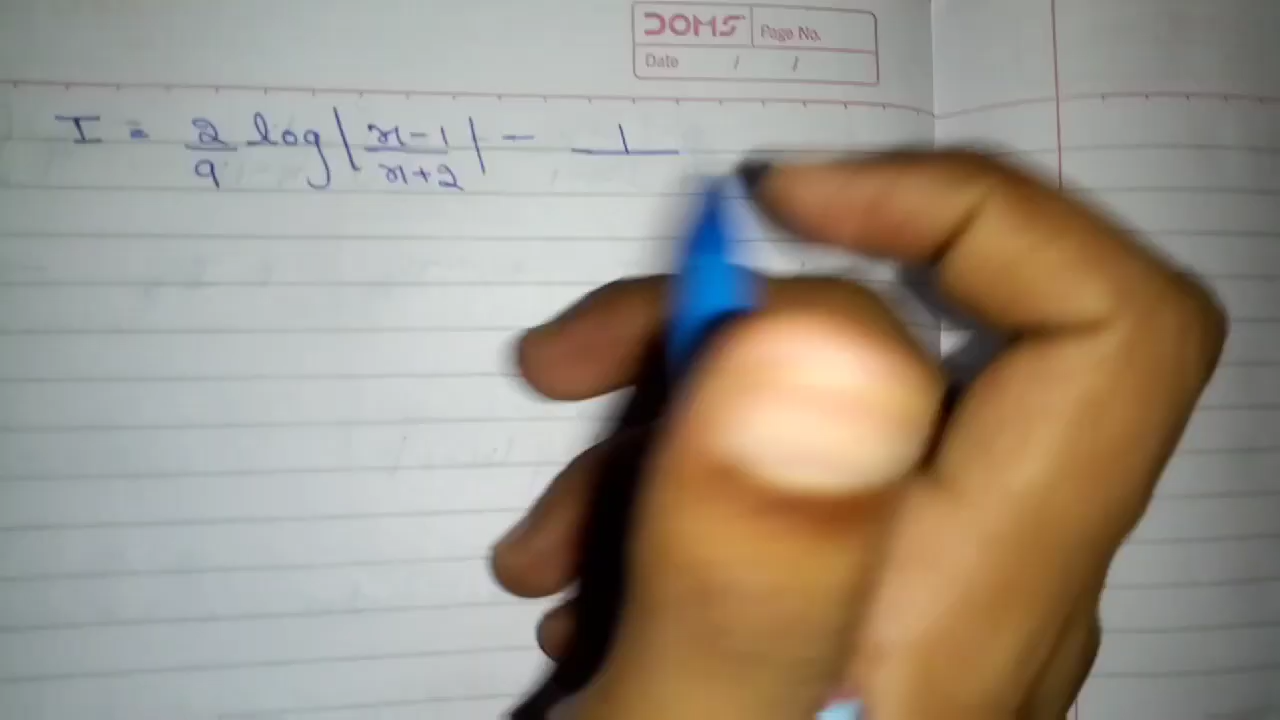 DOMS Page No.
Date / /
I = 2/9 log |x-1/x+2| - 1/